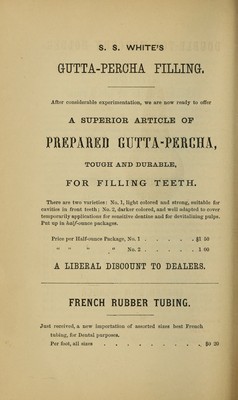 S. S. WHITE'S
GUTTA-PERCHA FILLING.
After considerable experimentation, we are now ready to offer
A SUPERIOR ARTICLE OF
PREPARED GUTTA-PERCHA,
TOUGH AND DURABLE,
FOR FILLING TEETH.
There are two varieties: No. 1, light colored and strong, suitable for
cavities in front teeth; No. 2, darker colored, and well adapted to cover
temporarily applications for sensitive dentine and for devitalizing pulps.
Put up in half-ounce packages.
Price per Half-ounce Package, No. 1 . . . . . $1 50
" " " " No. 2 . . . . . 1 00
A LIBERAL DISCOUNT TO DEALERS.
FRENCH RUBBER TUBING.
Just received, a new importation of assorted sizes best French
tubing, for Dental purposes.
Per foot, all sizes . . . . . . . . $0 20